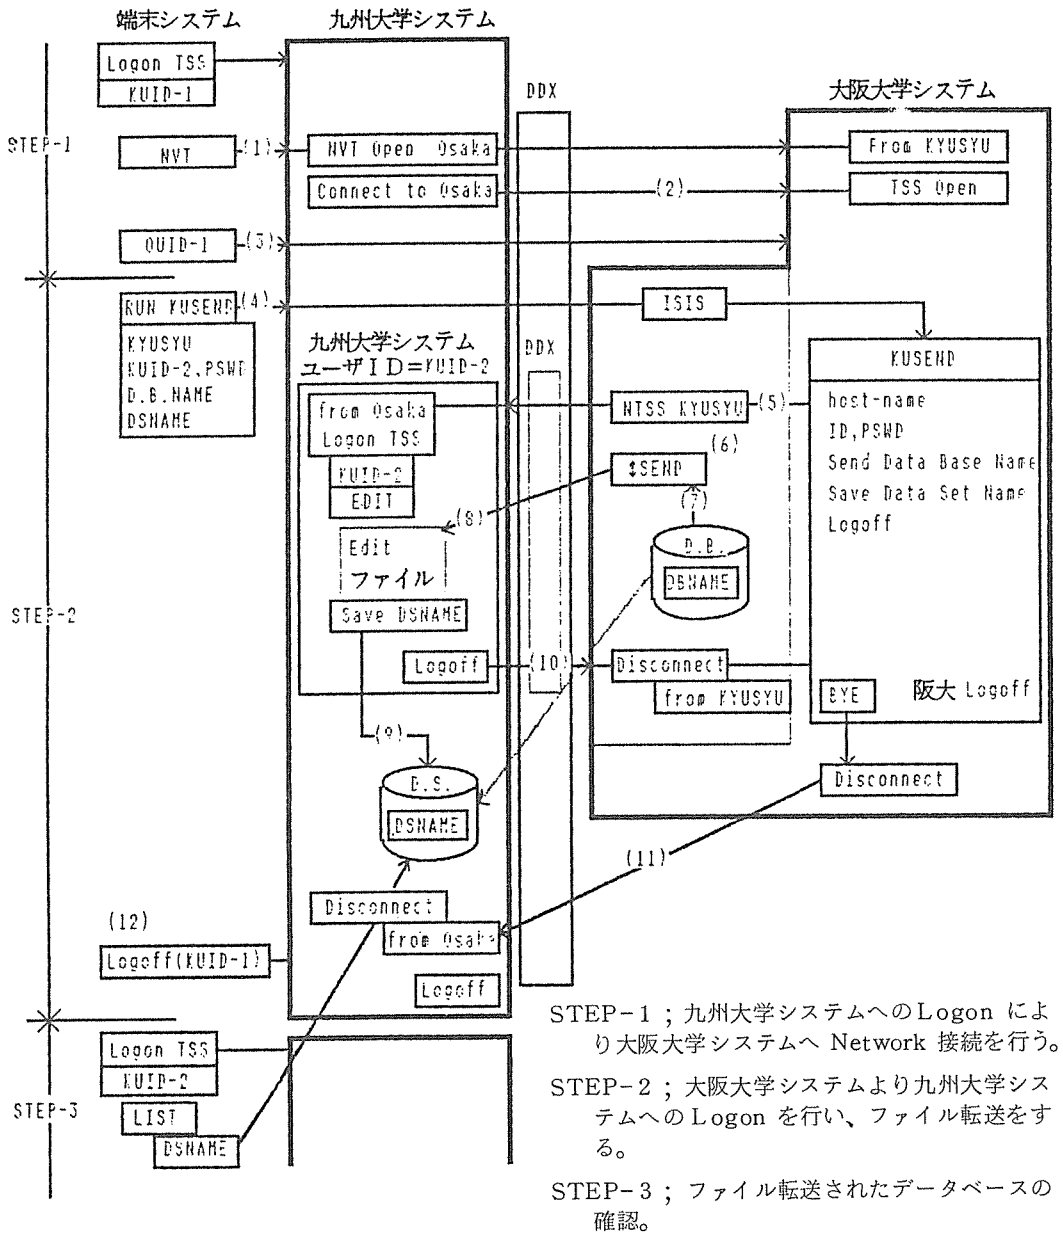 端末システム
九州大学システム
Logon TSS
KUID-1
DDX
大阪大学システム
STEP-1
NVT
(1)
NVT Open Osaka
From KYUSYU
Connect to Osaka
(2)
TSS Open
OUID-1
(3)
RUN KUSEND
(4)
ISIS
KYUSYU
KUID-2,PSWD
D.B.NAME
DSNAME
九州大学システム
ユーザID=KUID-2
DDX
KUSEND
from Osaka
Logon TSS
NTSS KYUSYU
(5)
host-name
ID,PSWD
Send Data Base Name
Save Data Set Name
Logoff
KUID-2
EDIT
(6)
SEND
(7)
(8)
Edit
ファイル
D.B.
DBNAME
STEP-2
Save DSNAME
Logoff
(10)
Disconnect
from KYUSYU
BYE
阪大 Logoff
(9)
Disconnect
D.S.
DSNAME
(11)
Disconnect
from Osaka
(12)
Logoff(KUID-1)
Logoff
STEP-1 ; 九州大学システムへのLogon によ
り大阪大学システムへ Network 接続を行う。
Logon TSS
KUID-2
STEP-3
LIST
DSNAME
STEP-2 ; 大阪大学システムより九州大学シス
テムへのLogon を行い、ファイル転送をす
る。
STEP-3 ; ファイル転送されたデータベースの
確認。